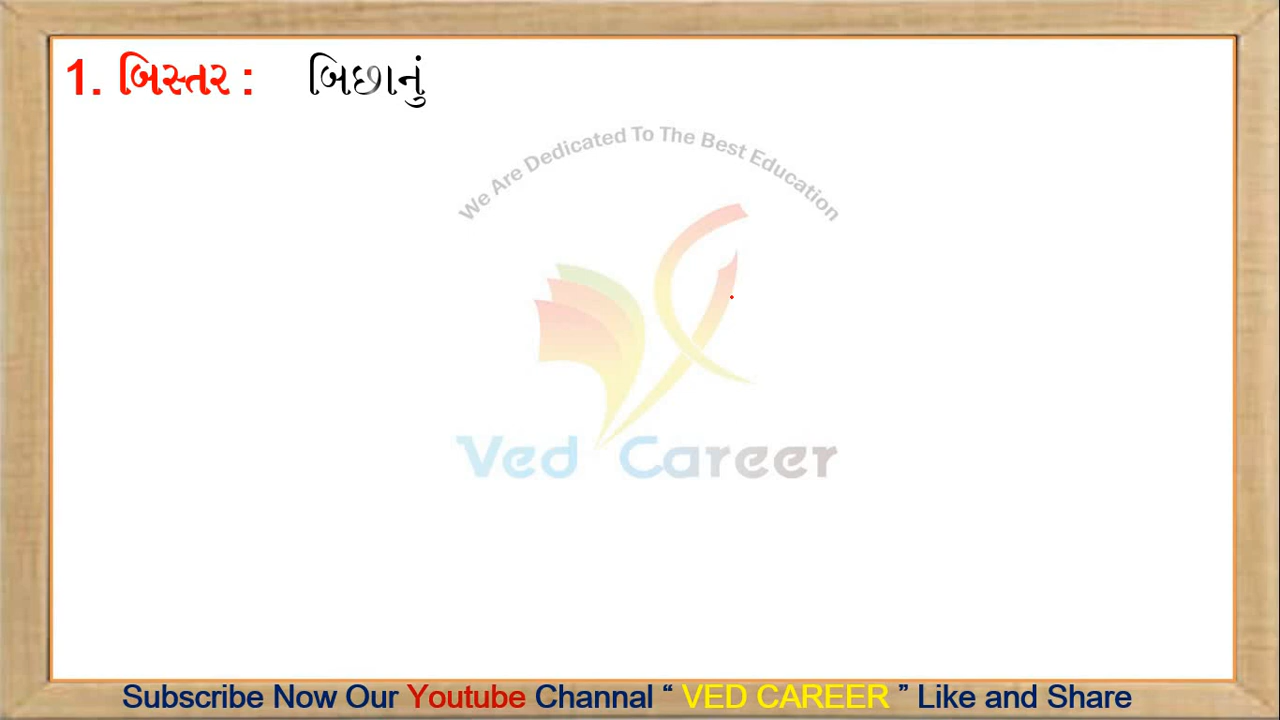 1. બિસ્તર : બિછાનું
We Are Dedicated To The Best Education
Ved Career
Subscribe Now Our Youtube Channal “ VED CAREER ” Like and Share